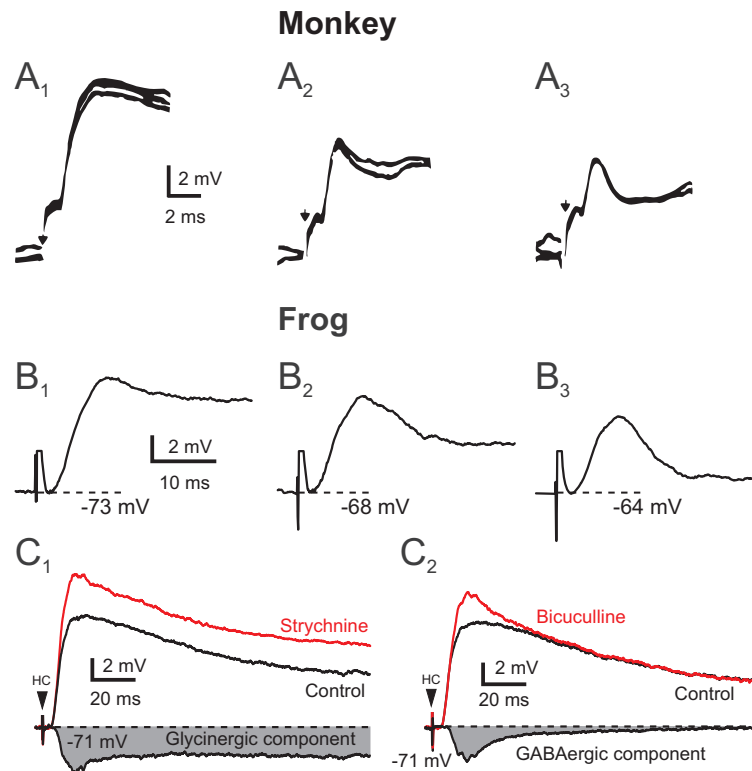 Monkey
A1 A2 A3
2 mV
2 ms
Frog
B1 B2 B3
2 mV
10 ms
-73 mV -68 mV -64 mV
C1 C2
Strychnine
Control
HC
2 mV
20 ms
-71 mV
Glycinergic component
Bicuculline
Control
HC
2 mV
20 ms
-71 mV
GABAergic component